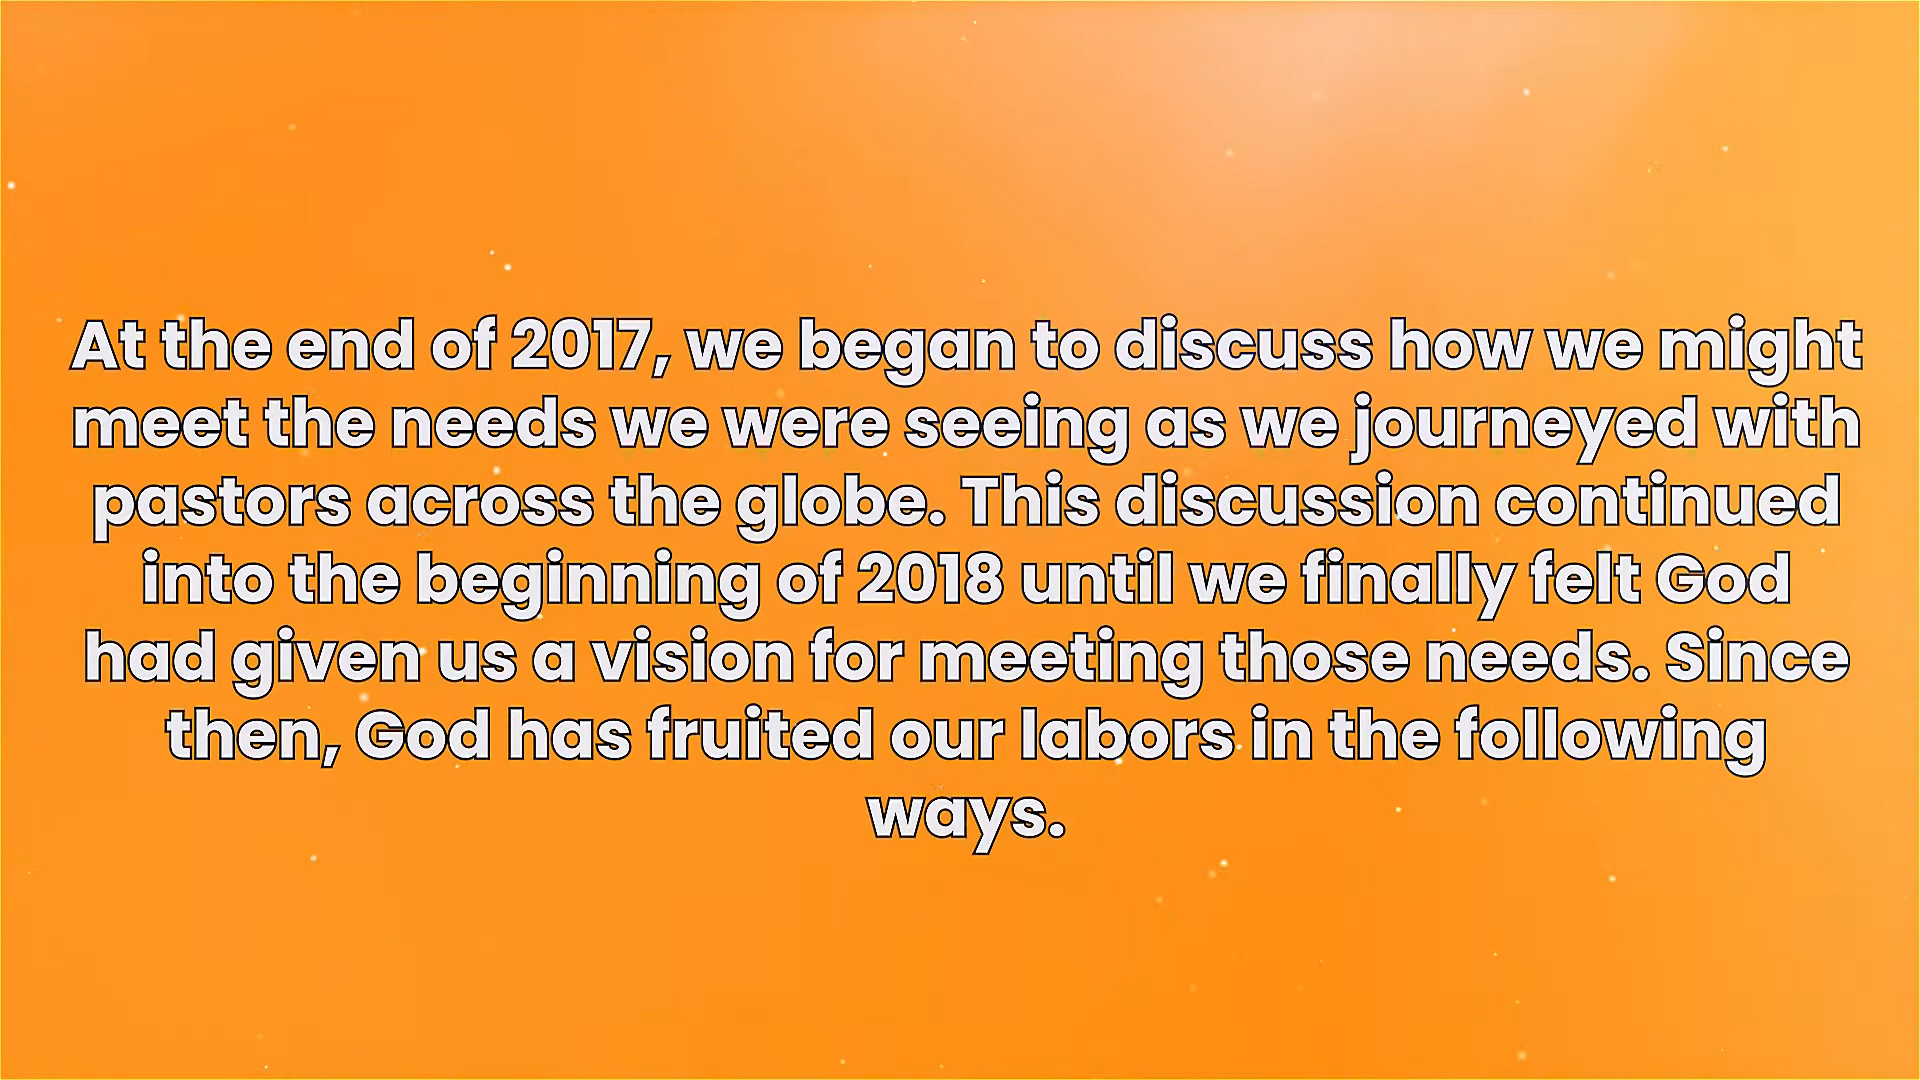 At the end of 2017, we began to discuss how we might
meet the needs we were seeing as we journeyed with
pastors across the globe. This discussion continued
into the beginning of 2018 until we finally felt God
had given us a vision for meeting those needs. Since
then, God has fruited our labors in the following
ways.